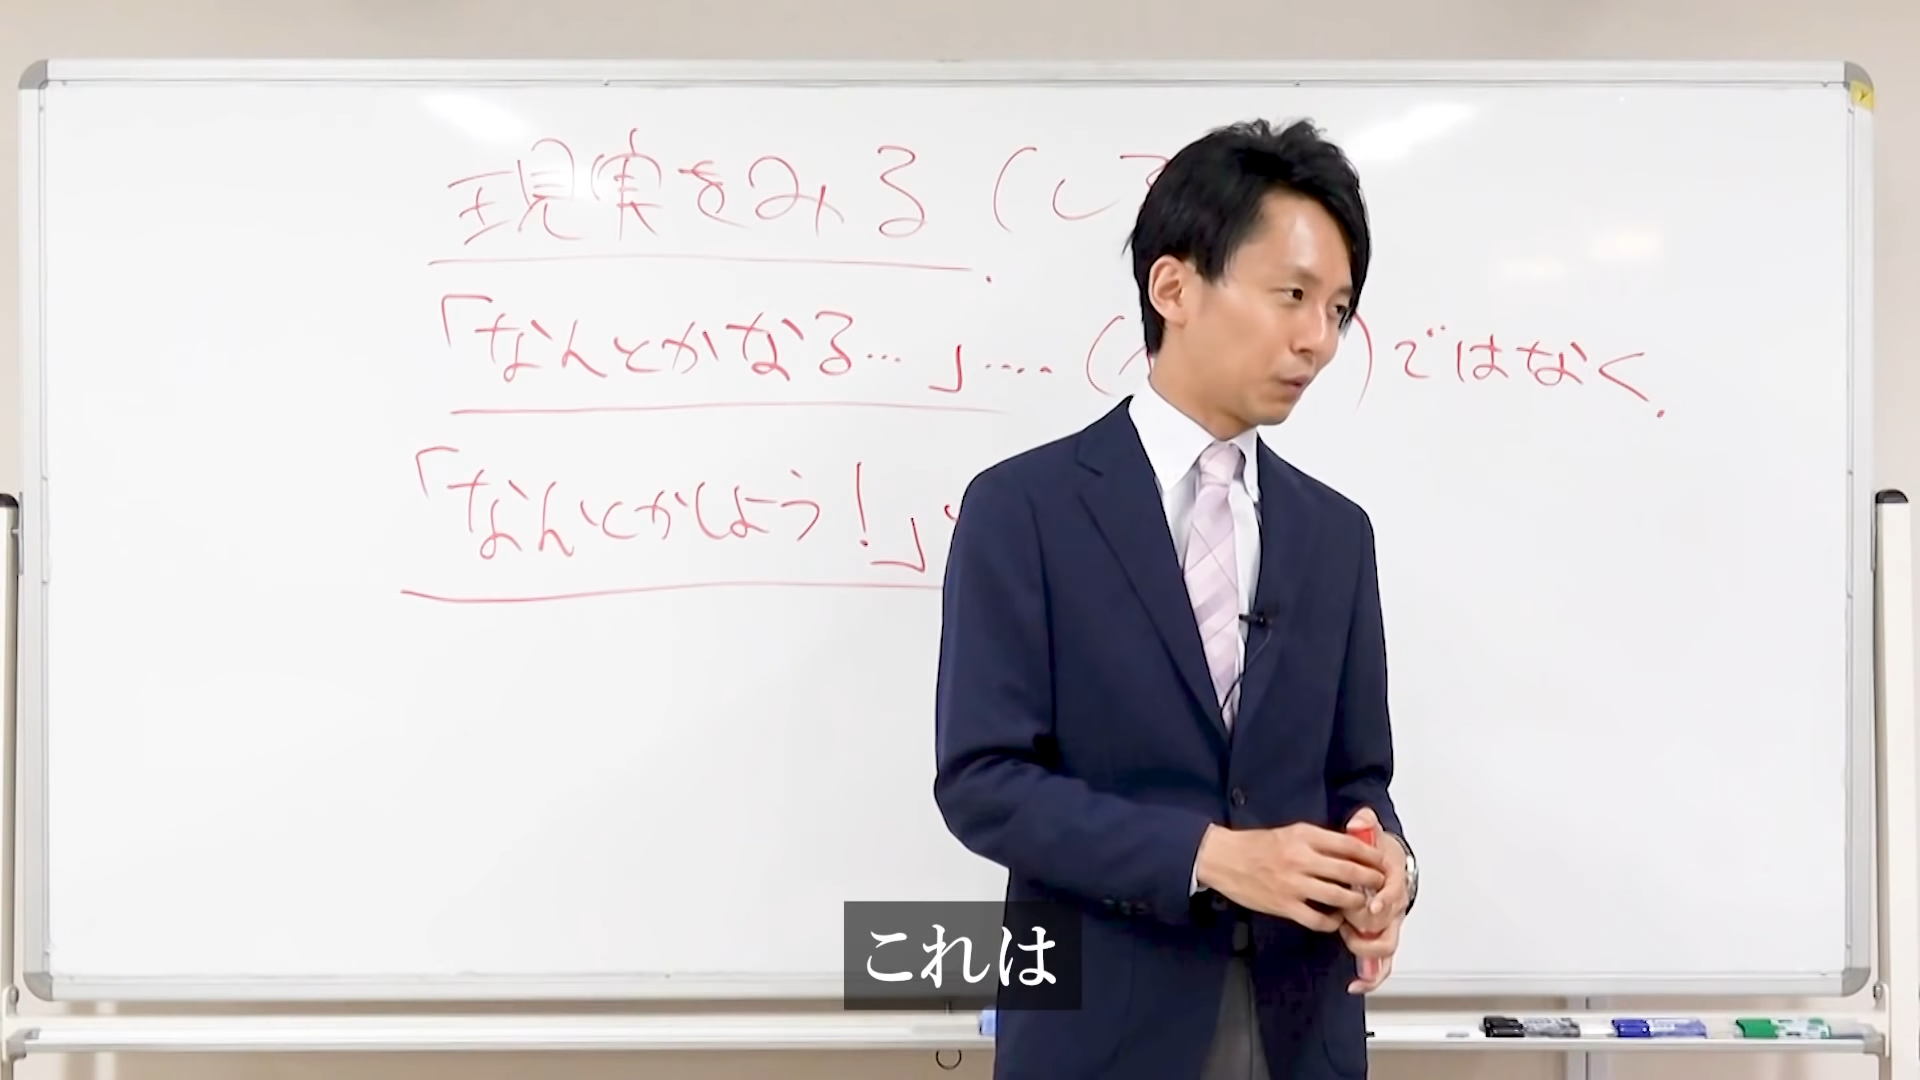 現実をみる(し
「なんとかなる…」‥‥( )ではなく.
「なんとかしよう!」
これは